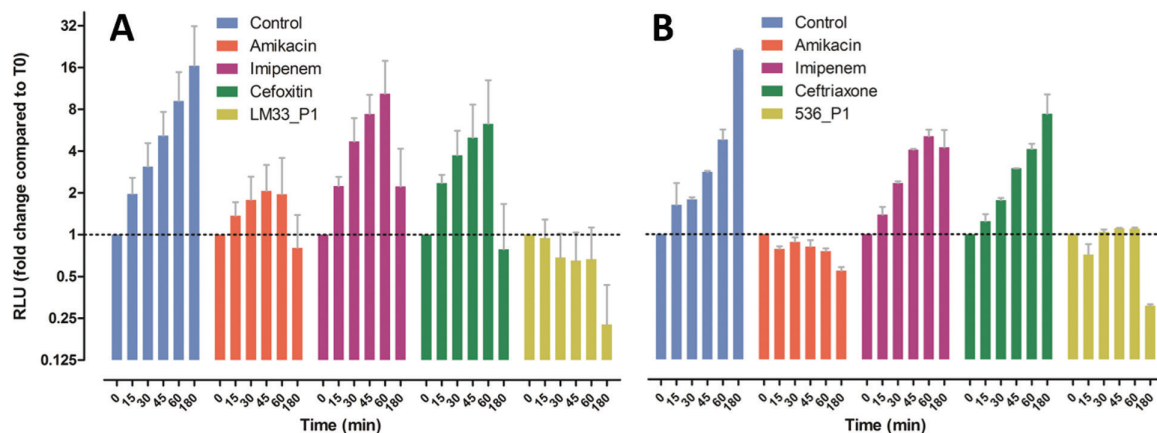 A
Control
Amikacin
Imipenem
Cefoxitin
LM33_P1
RLU (fold change compared to T0)
32
16
8
4
2
1
0.5
0.25
0.125
0 15 30 45 60 180 0 15 30 45 60 180 0 15 30 45 60 180 0 15 30 45 60 180 0 15 30 45 60 180
Time (min)
B
Control
Amikacin
Imipenem
Ceftriaxone
536_P1
0 15 30 45 60 180 0 15 30 45 60 180 0 15 30 45 60 180 0 15 30 45 60 180 0 15 30 45 60 180
Time (min)